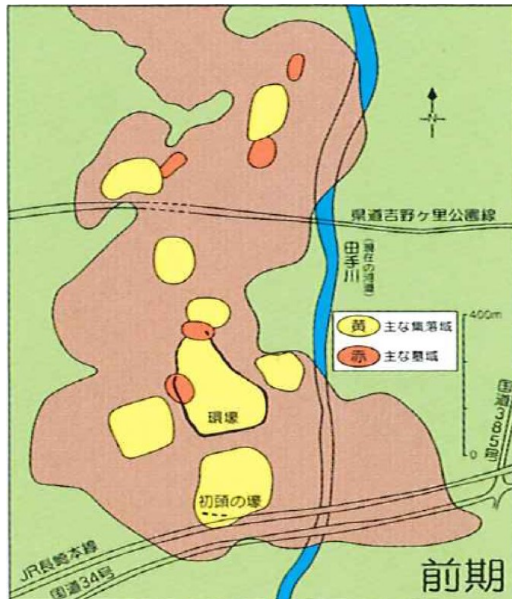 N
県道吉野ヶ里公園線
田手川
(現在の河道)
黄 主な集落域
赤 主な墓域
400m
0
国道385号
環壕
初頭の壕
JR長崎本線
国道34号
前期